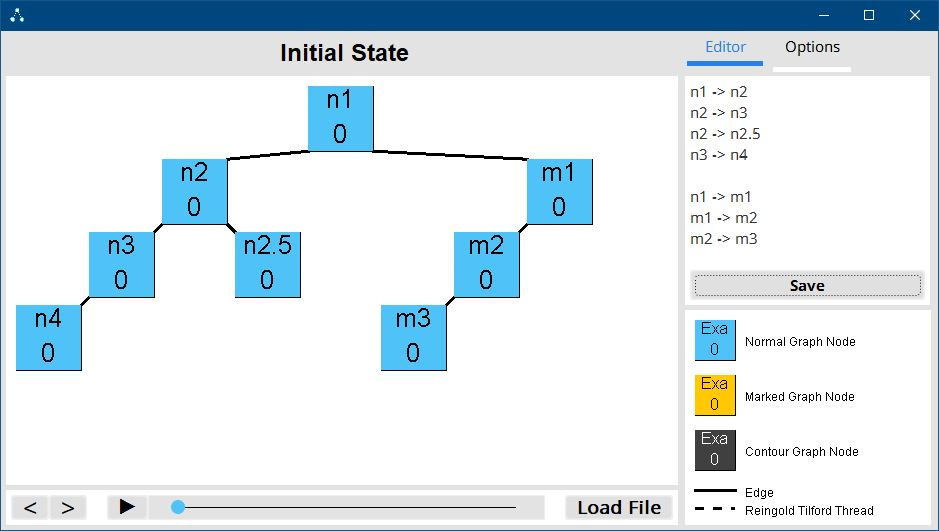 Initial State
Editor
Options
n1
0
n2
0
m1
0
n3
0
n2.5
0
m2
0
n4
0
m3
0
n1 -> n2
n2 -> n3
n2 -> n2.5
n3 -> n4
n1 -> m1
m1 -> m2
m2 -> m3
Save
Exa
0
Normal Graph Node
Exa
0
Marked Graph Node
Exa
0
Contour Graph Node
Edge
Reingold Tilford Thread
<
>
Load File